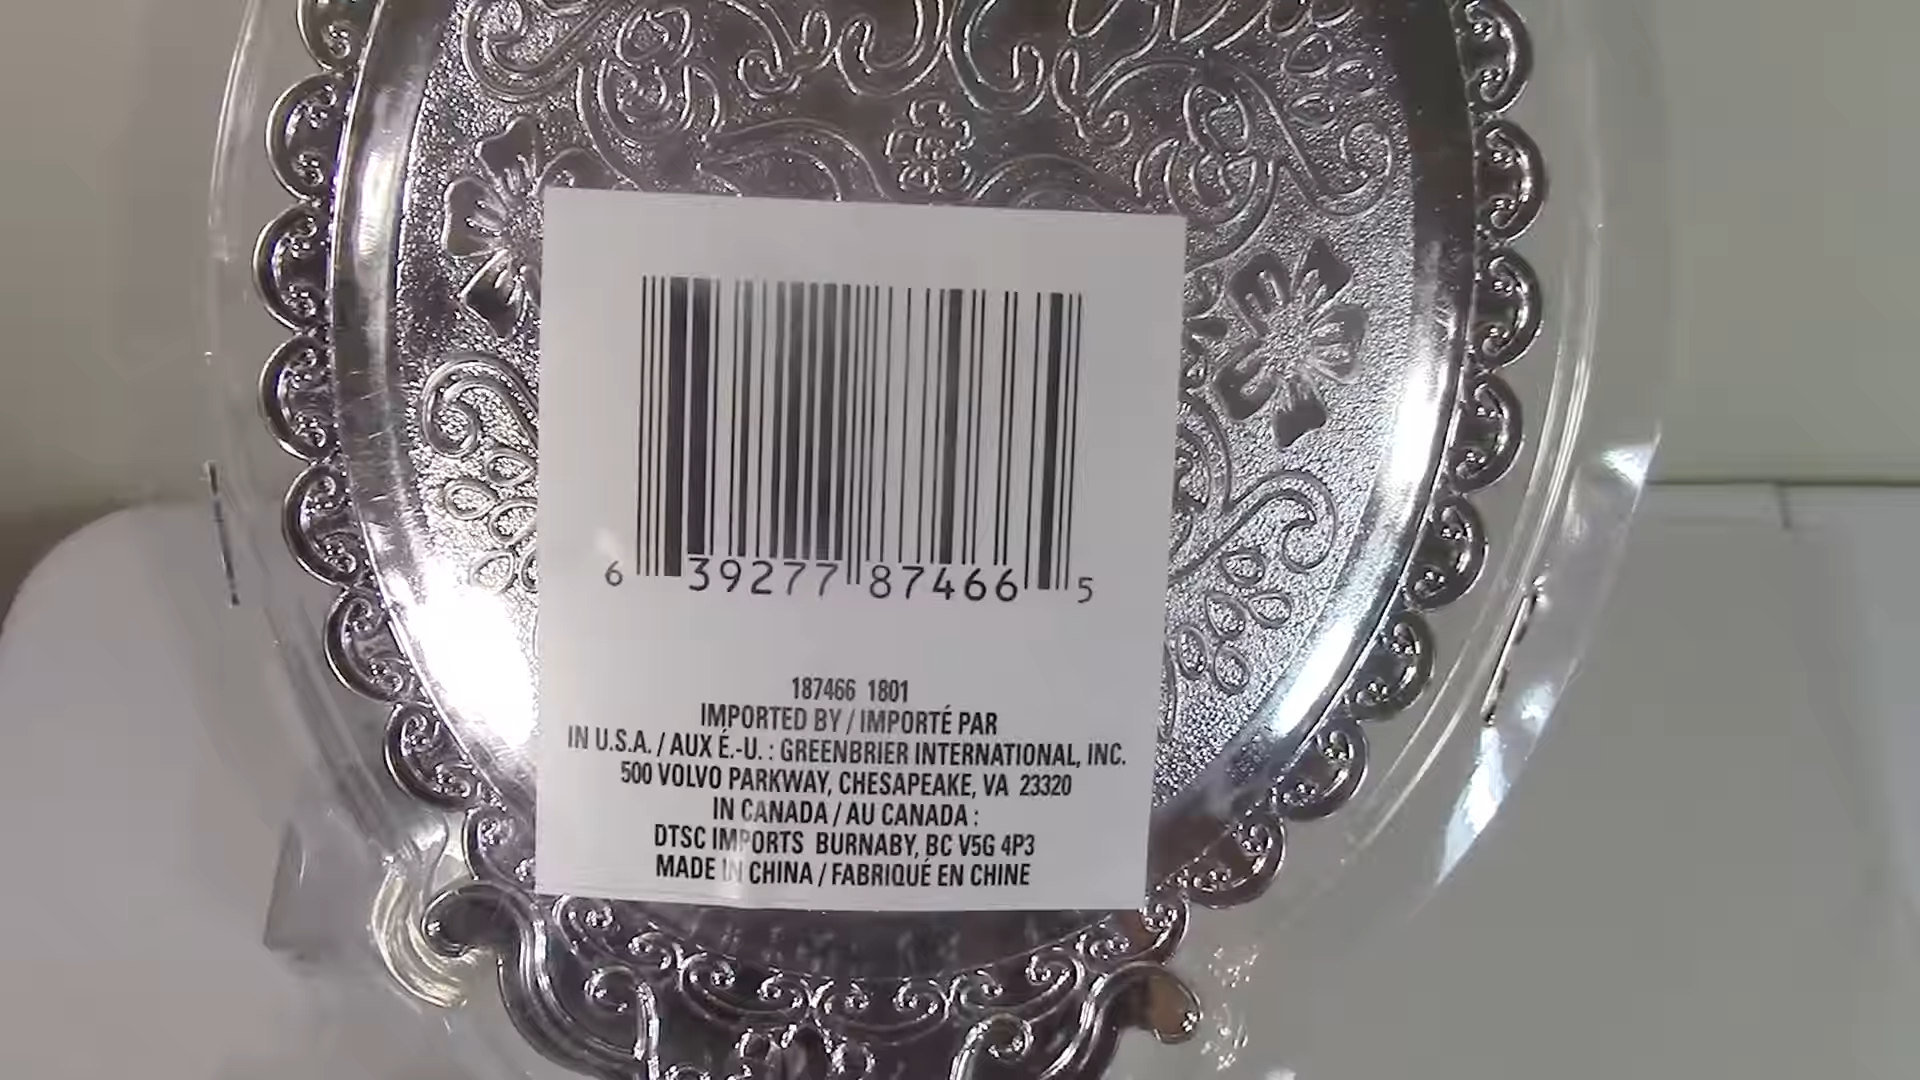 6 39277 87466 5
187466 1801
IMPORTED BY / IMPORTÉ PAR
IN U.S.A. / AUX É.-U. : GREENBRIER INTERNATIONAL, INC.
500 VOLVO PARKWAY, CHESAPEAKE, VA 23320
IN CANADA / AU CANADA :
DTSC IMPORTS BURNABY, BC V5G 4P3
MADE IN CHINA / FABRIQUÉ EN CHINE